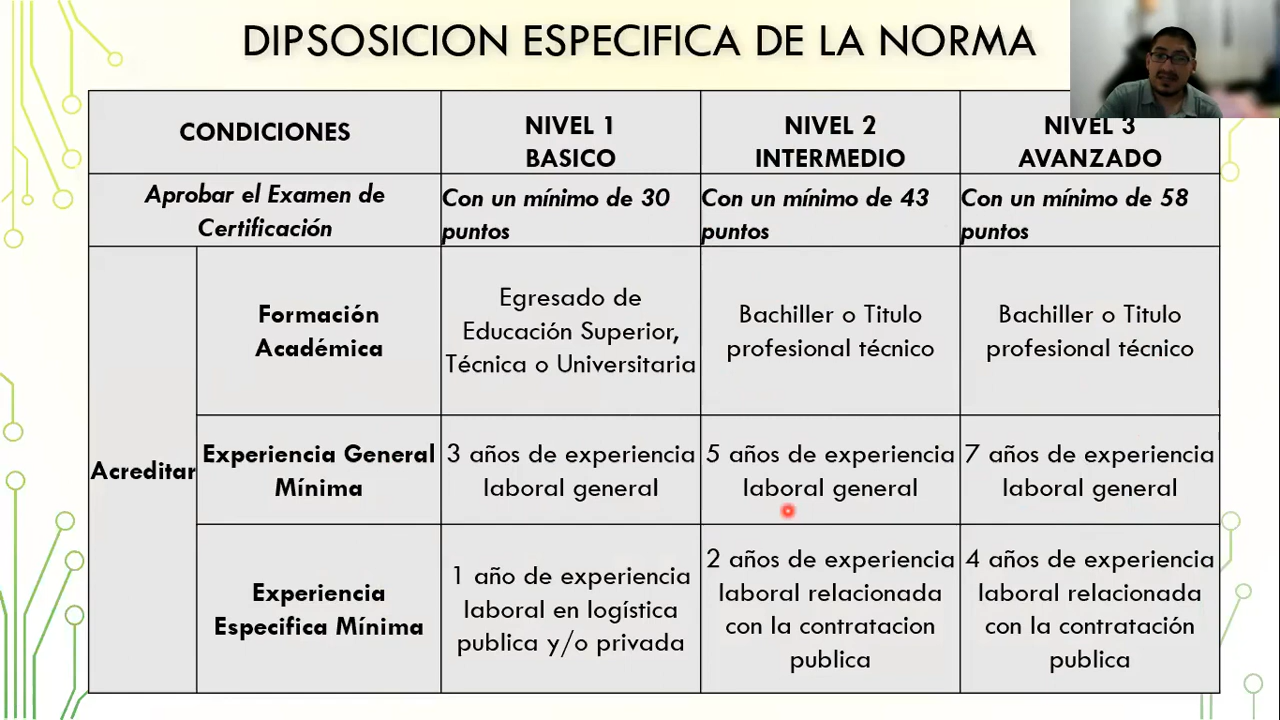 DIPSOSICION ESPECIFICA DE LA NORMA
CONDICIONES
NIVEL 1
BASICO
NIVEL 2
INTERMEDIO
NIVEL 3
AVANZADO
Aprobar el Examen de
Certificación
Con un mínimo de 30
puntos
Con un mínimo de 43
puntos
Con un mínimo de 58
puntos
Acreditar
Formación
Académica
Egresado de
Educación Superior,
Técnica o Universitaria
Bachiller o Titulo
profesional técnico
Bachiller o Titulo
profesional técnico
Experiencia General
Mínima
3 años de experiencia
laboral general
5 años de experiencia
laboral general
7 años de experiencia
laboral general
Experiencia
Especifica Mínima
1 año de experiencia
laboral en logística
publica y/o privada
2 años de experiencia
laboral relacionada
con la contratacion
publica
4 años de experiencia
laboral relacionada
con la contratación
publica